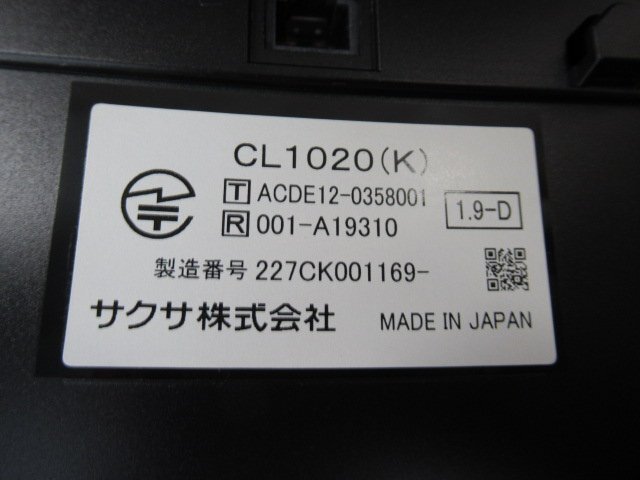 CL1020(K)
T ACDE12-0358001
R 001-A19310
1.9-D
製造番号 227CK001169-
サクサ株式会社
MADE IN JAPAN